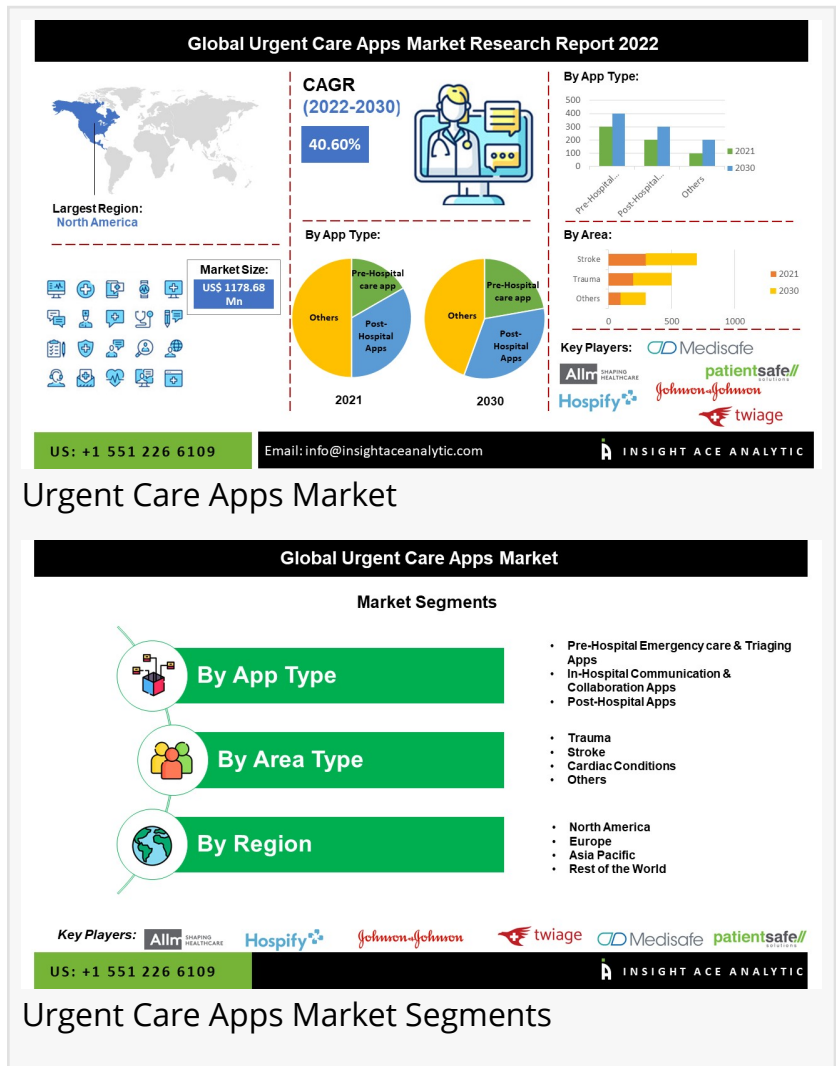 Global Urgent Care Apps Market Research Report 2022
Largest Region:
North America
Market Size:
US$ 1178.68
Mn
CAGR
(2022-2030)
40.60%
By App Type:
Others
Pre-Hospital
care app
Post-
Hospital
Apps
2021
Others
Pre-Hospital
care app
Post-
Hospital
Apps
2030
By App Type:
500
400
300
200
100
0
Pre-Hospital...
Post-Hospital...
Others
2021
2030
By Area:
Stroke
Trauma
Others
0
500
1000
2021
2030
Key Players:
Medisafe
Allm SHAPING
HEALTHCARE
patientsafe//
solutions
Johnson & Johnson
Hospify
twiage
US: +1 551 226 6109
Email: info@insightaceanalytic.com
INSIGHT ACE ANALYTIC
Urgent Care Apps Market
Global Urgent Care Apps Market
Market Segments
By App Type
• Pre-Hospital Emergency care & Triaging
Apps
• In-Hospital Communication &
Collaboration Apps
• Post-Hospital Apps
By Area Type
• Trauma
• Stroke
• Cardiac Conditions
• Others
By Region
• North America
• Europe
• Asia Pacific
• Rest of the World
Key Players:
Allm SHAPING
HEALTHCARE
Hospify
Johnson & Johnson
twiage
Medisafe
patientsafe//
solutions
US: +1 551 226 6109
INSIGHT ACE ANALYTIC
Urgent Care Apps Market Segments